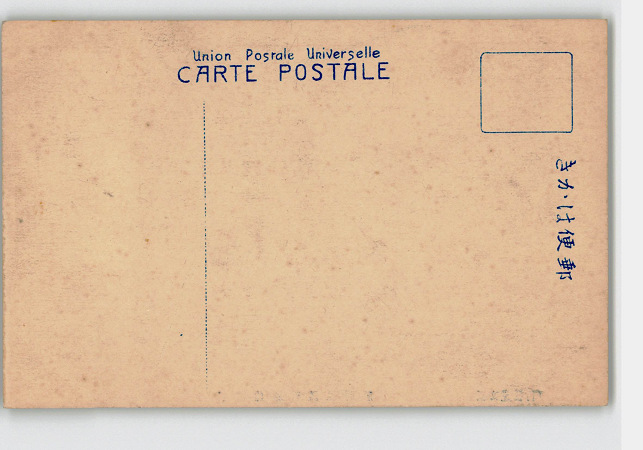 Union Postale Universelle
CARTE POSTALE
きかは便郵